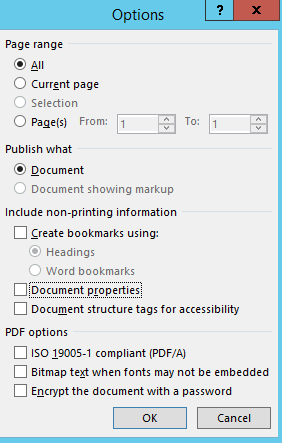 Options
? X
Page range
All
Current page
Selection
Page(s) From: 1 To: 1
Publish what
Document
Document showing markup
Include non-printing information
Create bookmarks using:
Headings
Word bookmarks
Document properties
Document structure tags for accessibility
PDF options
ISO 19005-1 compliant (PDF/A)
Bitmap text when fonts may not be embedded
Encrypt the document with a password
OK Cancel